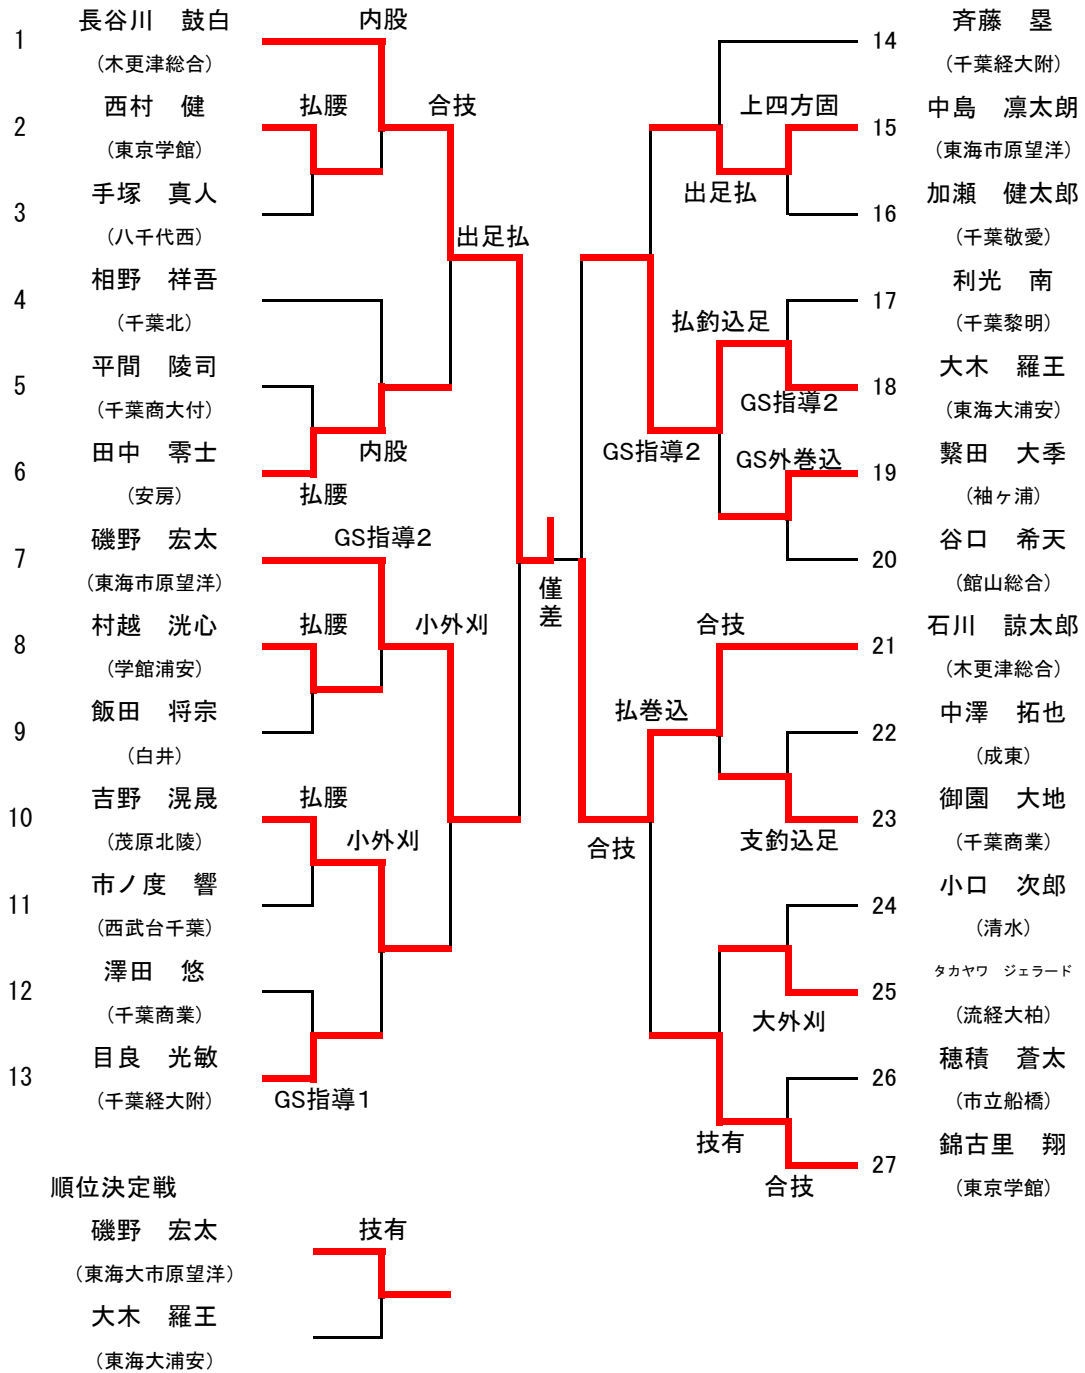 1
長谷川　鼓白
（木更津総合）
2
西村　健
（東京学館）
3
手塚　真人
（八千代西）
4
相野　祥吾
（千葉北）
5
平間　陵司
（千葉商大付）
6
田中　零士
（安房）
7
磯野　宏太
（東海市原望洋）
8
村越　洸心
（学館浦安）
9
飯田　将宗
（白井）
10
吉野　滉晟
（茂原北陵）
11
市ノ度　響
（西武台千葉）
12
澤田　悠
（千葉商業）
13
目良　光敏
（千葉経大附）
内股
払腰
合技
出足払
内股
払腰
GS指導2
払腰
小外刈
払腰
小外刈
GS指導1
僅差
14
斉藤　塁
（千葉経大附）
15
中島　凛太朗
（東海市原望洋）
16
加瀬　健太郎
（千葉敬愛）
17
利光　南
（千葉黎明）
18
大木　羅王
（東海大浦安）
19
繫田　大季
（袖ヶ浦）
20
谷口　希天
（館山総合）
21
石川　諒太郎
（木更津総合）
22
中澤　拓也
（成東）
23
御園　大地
（千葉商業）
24
小口　次郎
（清水）
25
タカヤワ　ジェラード
（流経大柏）
26
穂積　蒼太
（市立船橋）
27
錦古里　翔
（東京学館）
上四方固
出足払
払釣込足
GS指導2
GS指導2
GS外巻込
合技
払巻込
支釣込足
合技
大外刈
技有
合技
順位決定戦
磯野　宏太
（東海大市原望洋）
大木　羅王
（東海大浦安）
技有